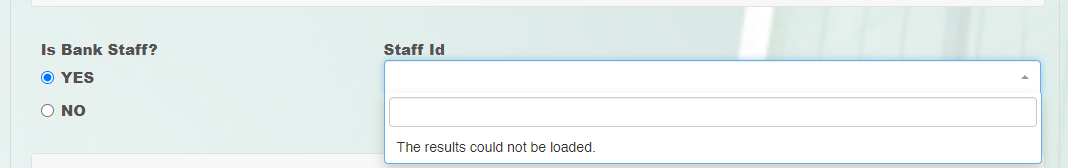 Is Bank Staff?
Staff Id
YES
NO
The results could not be loaded.